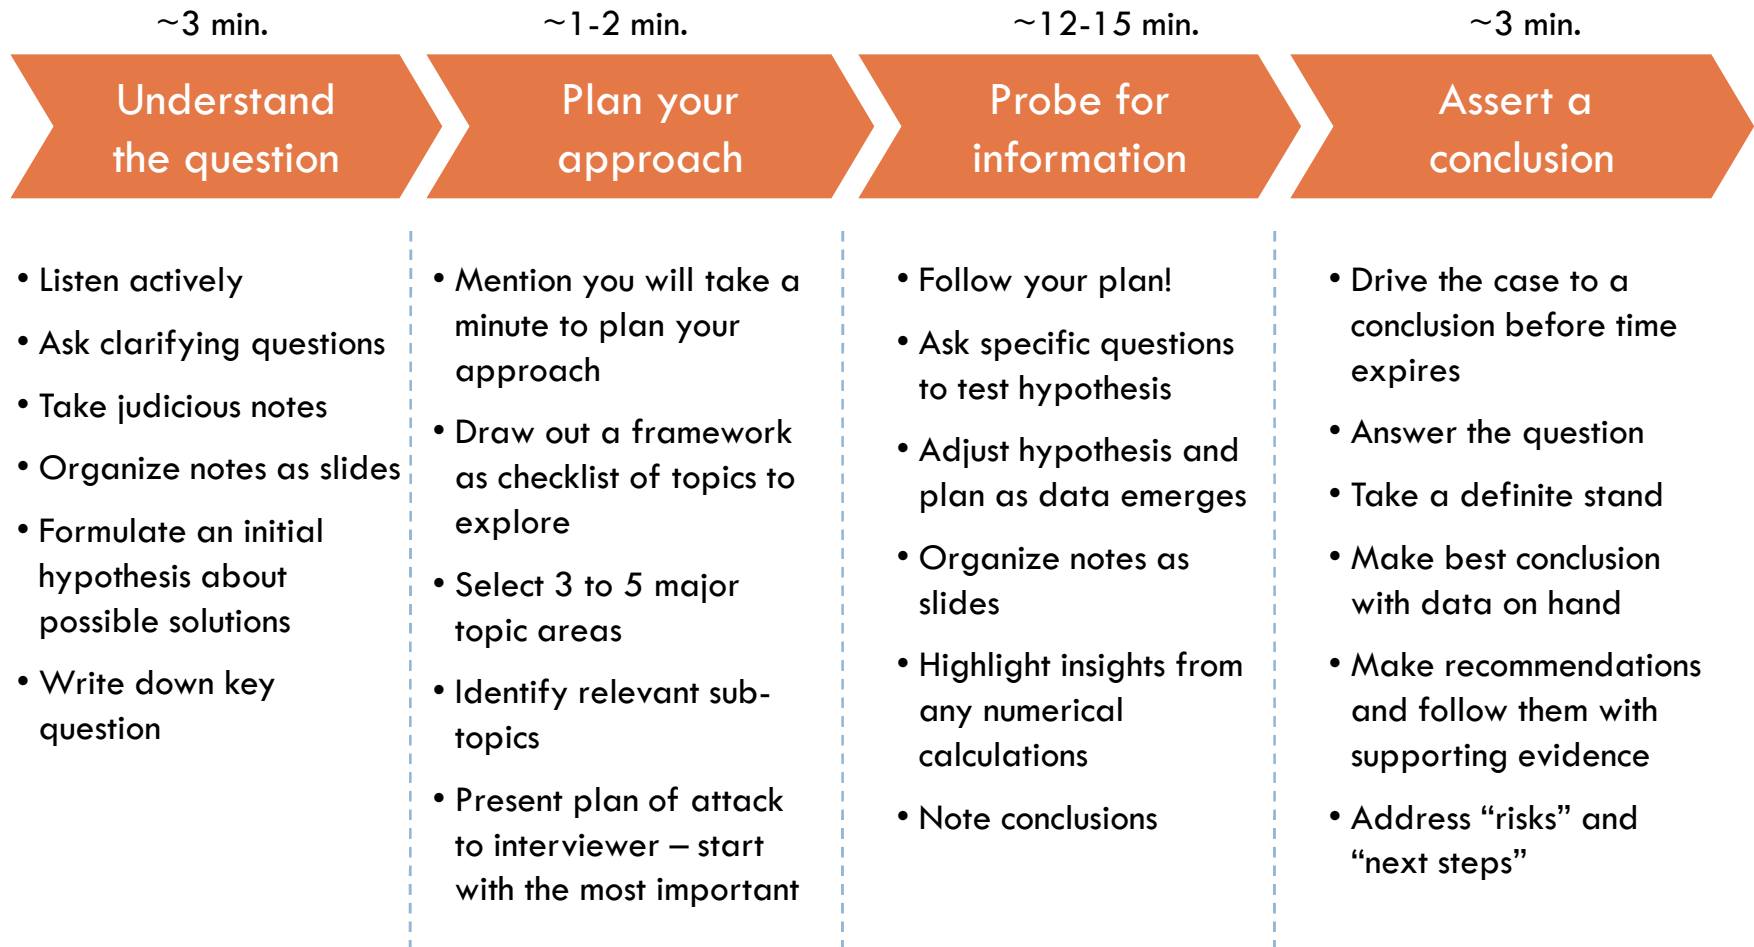 ~3 min.
~1-2 min.
~12-15 min.
~3 min.
Understand
the question
Plan your
approach
Probe for
information
Assert a
conclusion
• Listen actively
• Ask clarifying questions
• Take judicious notes
• Organize notes as slides
• Formulate an initial
hypothesis about
possible solutions
• Write down key
question
• Mention you will take a
minute to plan your
approach
• Draw out a framework
as checklist of topics to
explore
• Select 3 to 5 major
topic areas
• Identify relevant sub-
topics
• Present plan of attack
to interviewer – start
with the most important
• Follow your plan!
• Ask specific questions
to test hypothesis
• Adjust hypothesis and
plan as data emerges
• Organize notes as
slides
• Highlight insights from
any numerical
calculations
• Note conclusions
• Drive the case to a
conclusion before time
expires
• Answer the question
• Take a definite stand
• Make best conclusion
with data on hand
• Make recommendations
and follow them with
supporting evidence
• Address “risks” and
“next steps”